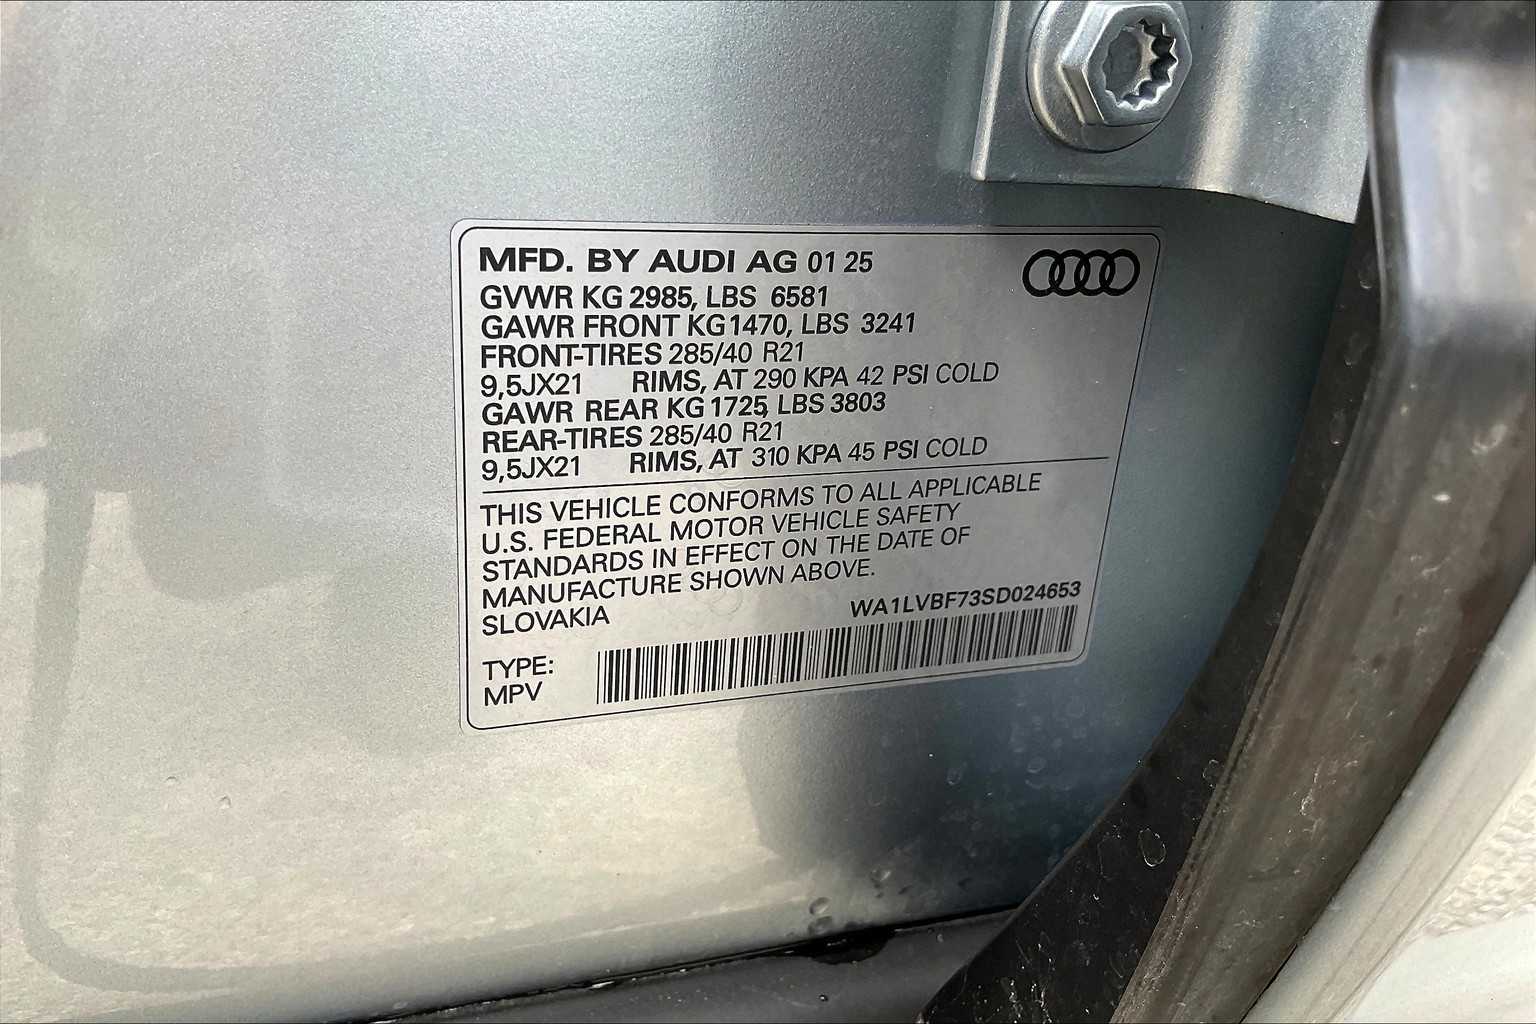 MFD. BY AUDI AG 01 25
GVWR KG 2985, LBS 6581
GAWR FRONT KG 1470, LBS 3241
FRONT-TIRES 285/40 R21
9,5JX21 RIMS, AT 290 KPA 42 PSI COLD
GAWR REAR KG 1725, LBS 3803
REAR-TIRES 285/40 R21
9,5JX21 RIMS, AT 310 KPA 45 PSI COLD
THIS VEHICLE CONFORMS TO ALL APPLICABLE
U.S. FEDERAL MOTOR VEHICLE SAFETY
STANDARDS IN EFFECT ON THE DATE OF
MANUFACTURE SHOWN ABOVE.
SLOVAKIA
WA1LVBF73SD024653
TYPE:
MPV